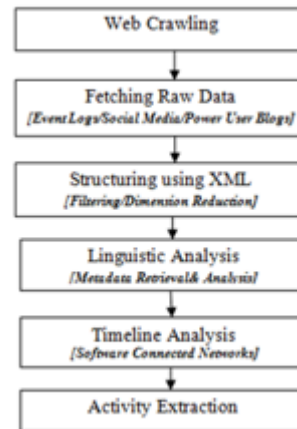 Web Crawling
Fetching Raw Data
[Event Logs/Social Media/Power User Blogs]
Structuring using XML
[Filtering/Dimension Reduction]
Linguistic Analysis
[Metadata Retrieval& Analysis]
Timeline Analysis
[Software Connected Networks]
Activity Extraction